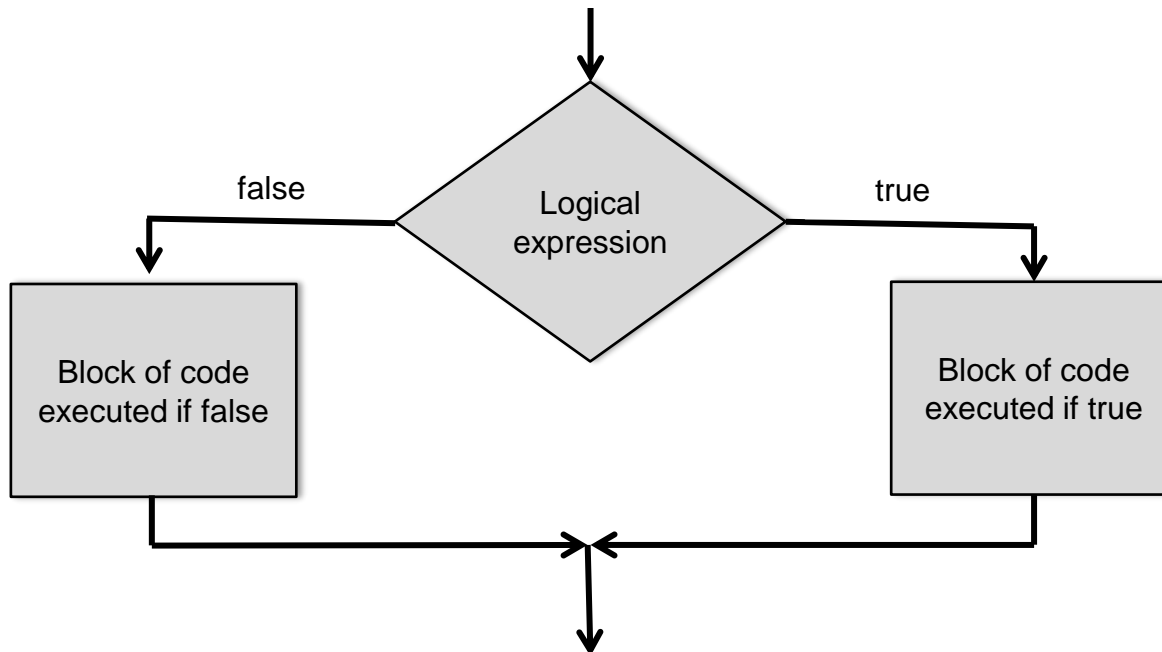 false
Logical
expression
true
Block of code
executed if false
Block of code
executed if true